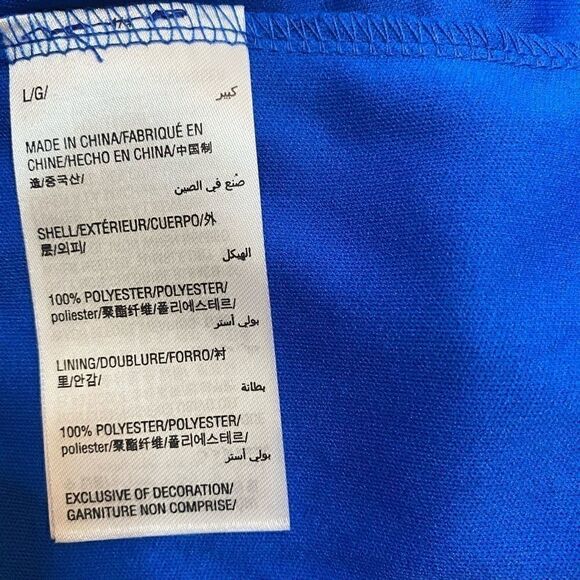 L/G/ كبير
MADE IN CHINA/FABRIQUÉ EN
CHINE/HECHO EN CHINA/中国制
造/중국산/
صُنع في الصين
SHELL/EXTÉRIEUR/CUERPO/外
层/외피/
الهيكل
100% POLYESTER/POLYESTER/
poliester/聚酯纤维/폴리에스테르/
بولي أستر
LINING/DOUBLURE/FORRO/衬
里/안감/
بطانة
100% POLYESTER/POLYESTER/
poliester/聚酯纤维/폴리에스테르/
بولي أستر
EXCLUSIVE OF DECORATION/
GARNITURE NON COMPRISE/